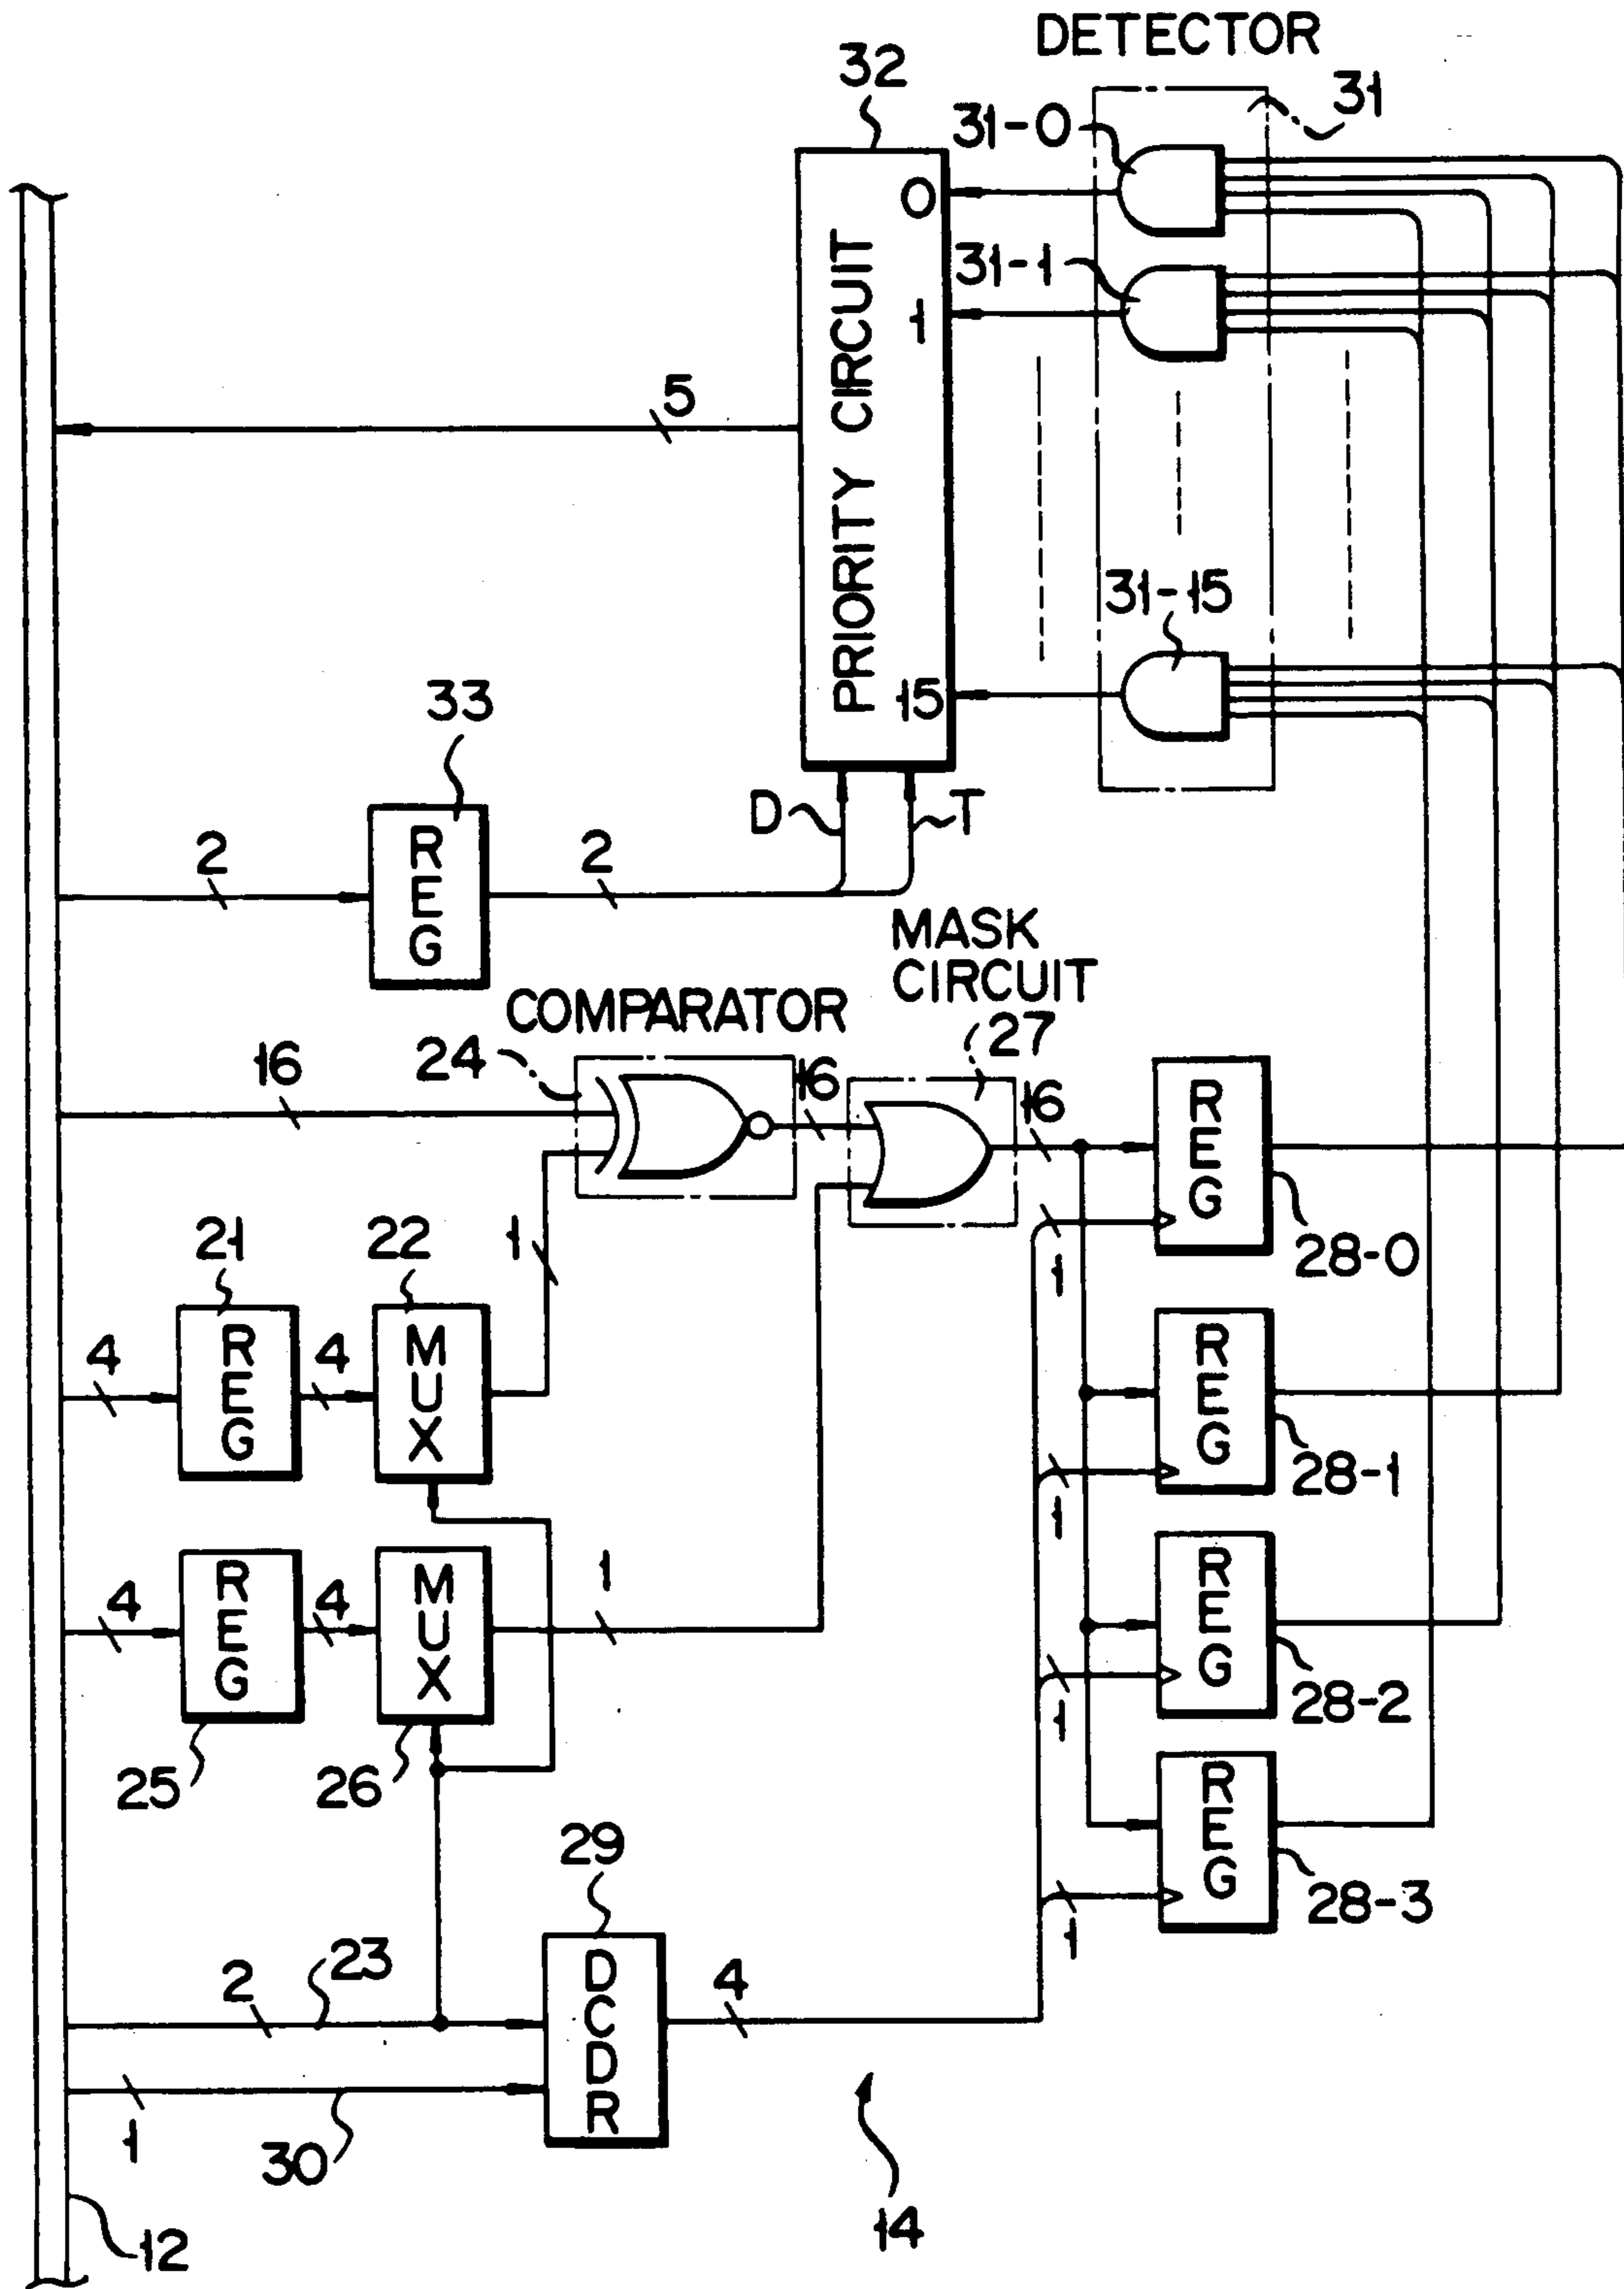 DETECTOR
32
31
31-0
0
31-1
1
PRIORITY CIRCUIT
5
31-15
15
33
D
T
2
REG
2
MASK
CIRCUIT
27
COMPARATOR
24
16
16
16
REG
1
28-0
21
22
1
4
REG
4
MUX
REG
1
28-1
4
REG
4
MUX
1
REG
1
28-2
25
26
REG
1
28-3
29
2
23
DCDR
4
1
30
14
12